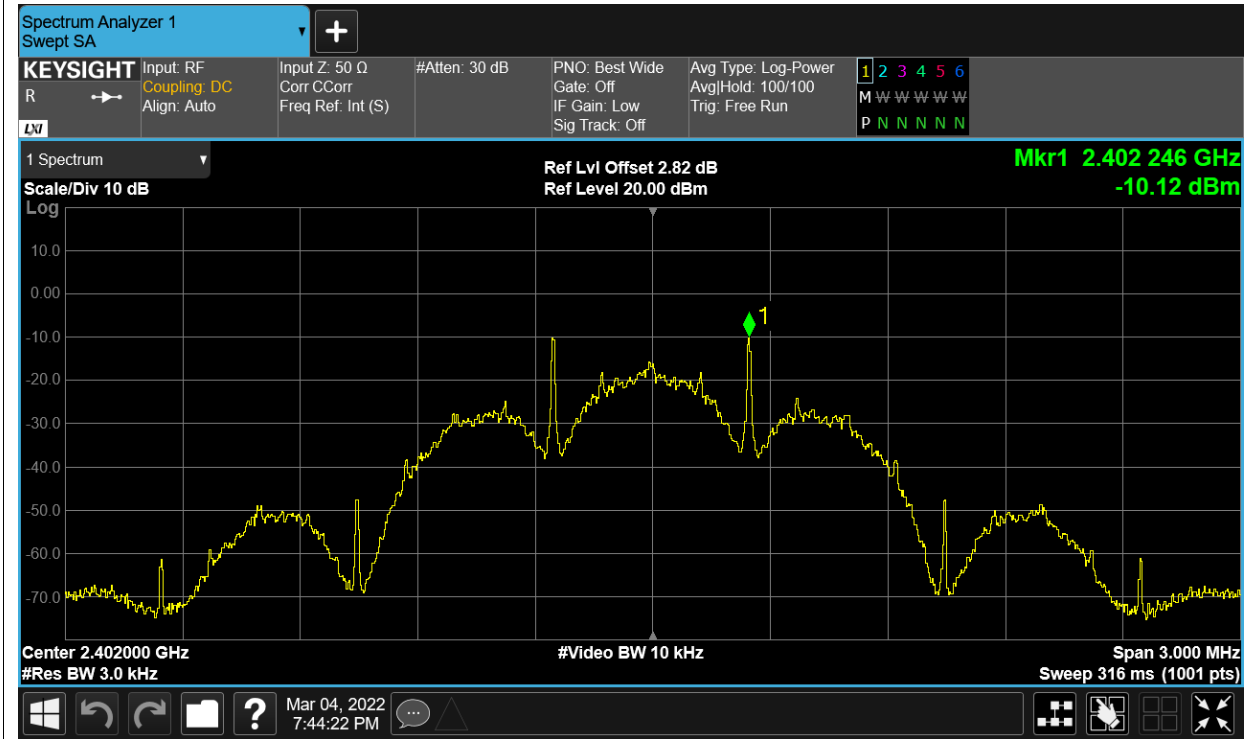 Spectrum Analyzer 1
Swept SA
+
KEYSIGHT
R
LXI
Input: RF
Coupling: DC
Align: Auto
Input Z: 50 Ω
Corr CCorr
Freq Ref: Int (S)
#Atten: 30 dB
PNO: Best Wide
Gate: Off
IF Gain: Low
Sig Track: Off
Avg Type: Log-Power
Avg|Hold: 100/100
Trig: Free Run
1 2 3 4 5 6
M W W W W W
P N N N N N
1 Spectrum
Scale/Div 10 dB
Log
Ref Lvl Offset 2.82 dB
Ref Level 20.00 dBm
Mkr1 2.402 246 GHz
-10.12 dBm
10.0
0.00
1
-10.0
-20.0
-30.0
-40.0
-50.0
-60.0
-70.0
Center 2.402000 GHz
#Video BW 10 kHz
Span 3.000 MHz
#Res BW 3.0 kHz
Sweep 316 ms (1001 pts)
?
Mar 04, 2022
7:44:22 PM